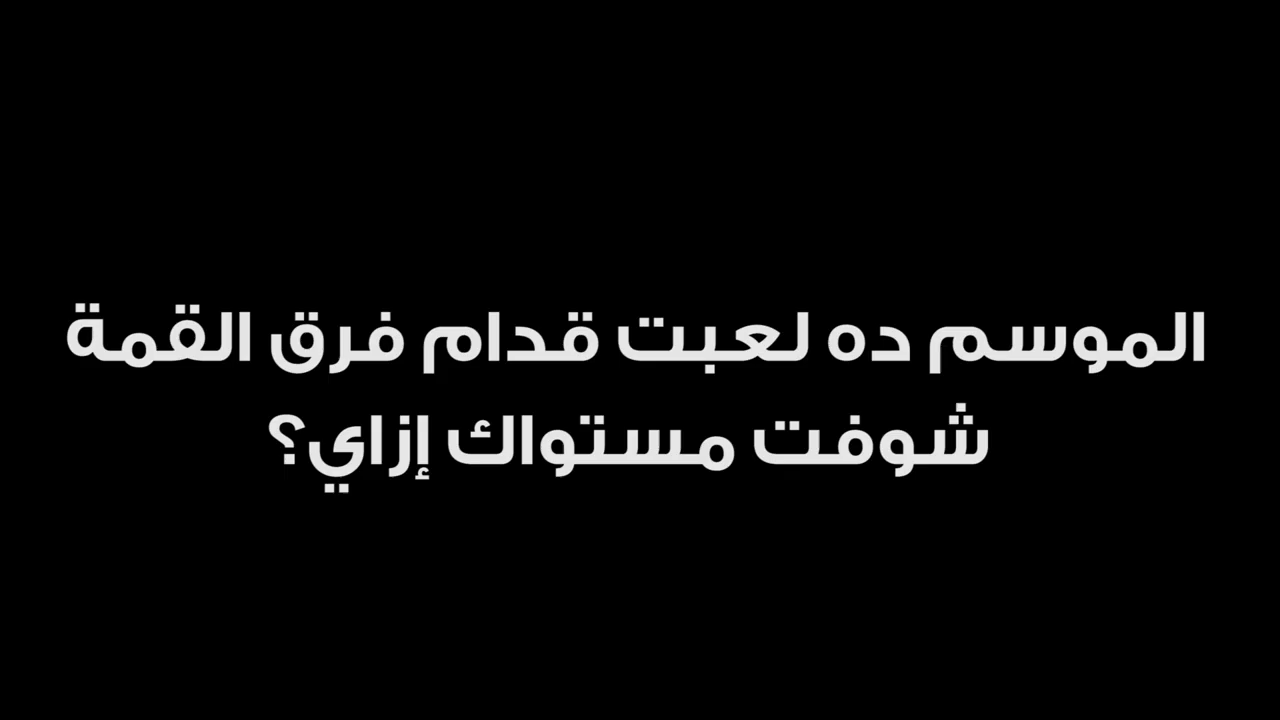 الموسم ده لعبت قدام فرق القمة
شوفت مستواك إزاي؟